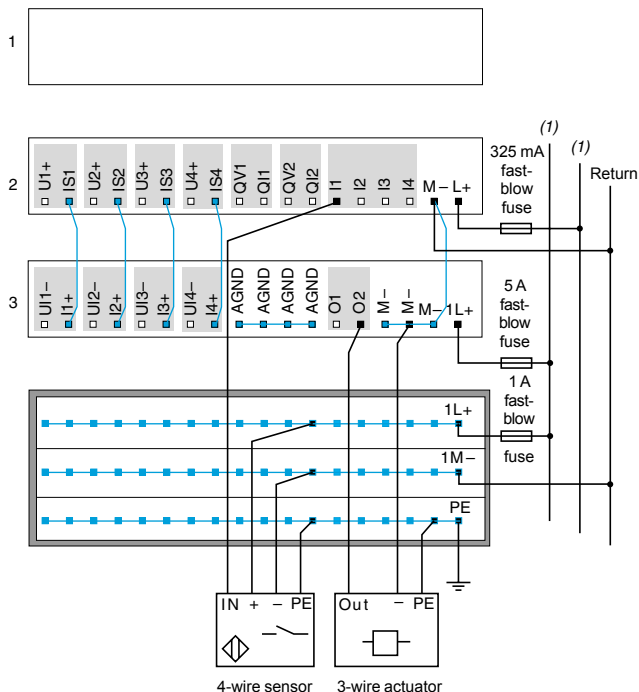 1
(1)
(1)
325 mA
fast-
blow
fuse
Return
2
U1+ IS1 U2+ IS2 U3+ IS3 U4+ IS4 QV1 QI1 QV2 QI2 I1 I2 I3 I4 M– L+
3
UI1– I1+ UI2– I2+ UI3– I3+ UI4– I4+ AGND AGND AGND AGND O1 O2 M– M– M– 1L+
5 A
fast-
blow
fuse
1 A
fast-
blow
fuse
1L+
1M–
PE
IN + – PE
Out – PE
4-wire sensor
3-wire actuator